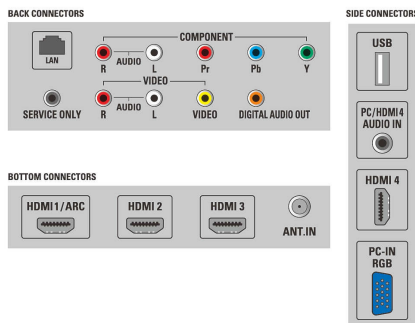 BACK CONNECTORS
SIDE CONNECTORS
COMPONENT
LAN
R AUDIO L Pr Pb Y
VIDEO
SERVICE ONLY R AUDIO L VIDEO DIGITAL AUDIO OUT
USB
PC/HDMI4
AUDIO IN
BOTTOM CONNECTORS
HDMI1/ARC HDMI 2 HDMI 3
ANT.IN
HDMI 4
PC-IN
RGB